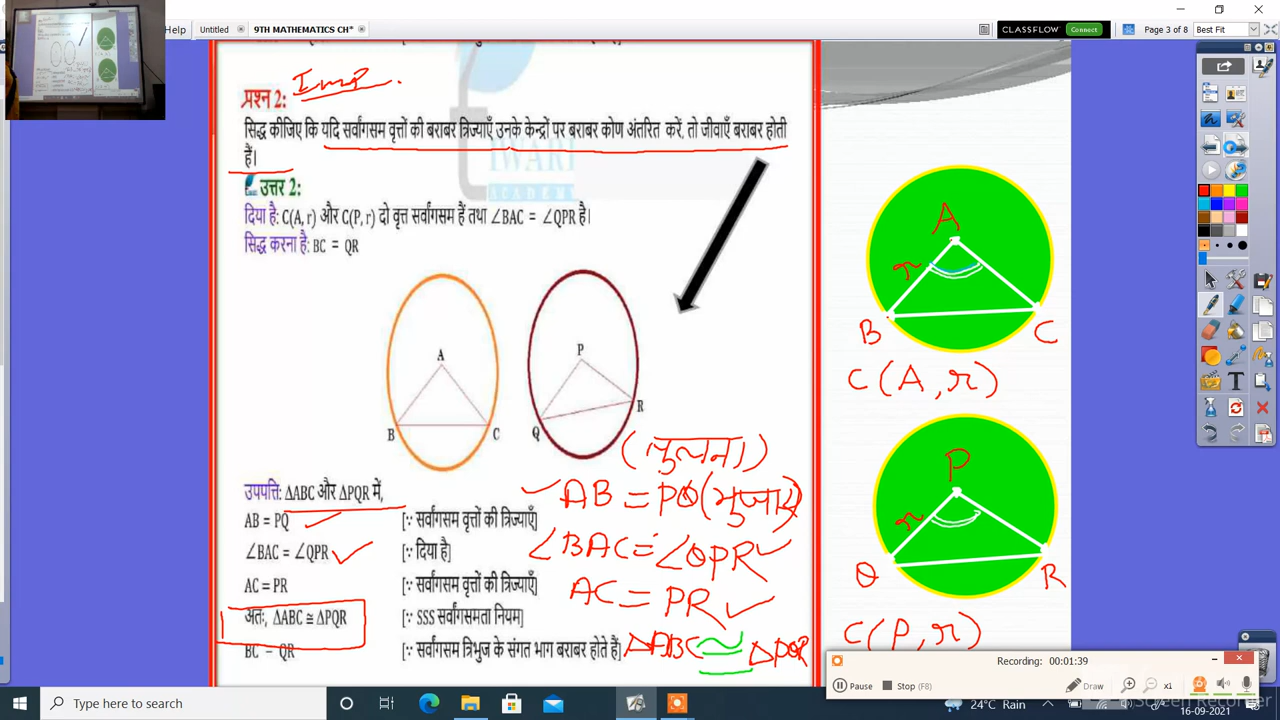 Help
Untitled
9TH MATHEMATICS CH*
CLASSFLOW
Connect
Page 3 of 8
Best Fit
Imp.
प्रश्न 2:
सिद्ध कीजिए कि यदि सर्वांगसम वृत्तों की बराबर त्रिज्याएँ उनके केन्द्रों पर बराबर कोण अंतरित करें, तो जीवाएँ बराबर होती
हैं।
IWARI
ACADEMY
उत्तर 2:
दिया है: C(A, r) और C(P, r) दो वृत्त सर्वांगसम हैं तथा ∠BAC = ∠QPR है।
सिद्ध करना है: BC = QR
A
B
C
P
Q
R
उपपत्ति: ΔABC और ΔPQR में,
AB = PQ [∵ सर्वांगसम वृत्तों की त्रिज्याएँ]
∠BAC = ∠QPR [∵ दिया है]
AC = PR [∵ सर्वांगसम वृत्तों की त्रिज्याएँ]
अतः, ΔABC ≅ ΔPQR [∵ SSS सर्वांगसमता नियम]
BC = QR [∵ सर्वांगसम त्रिभुज के संगत भाग बराबर होते हैं]
(तुलना)
AB = PQ (भुजाएँ)
∠BAC = ∠QPR
AC = PR
ΔABC ≅ ΔPQR
A
r
B
C
C (A, r)
P
r
Q
R
C (P, r)
Recording: 00:01:39
Pause
Stop (F8)
Draw
x1
Type here to search
24°C Rain
16-09-2021
Screen Recorder